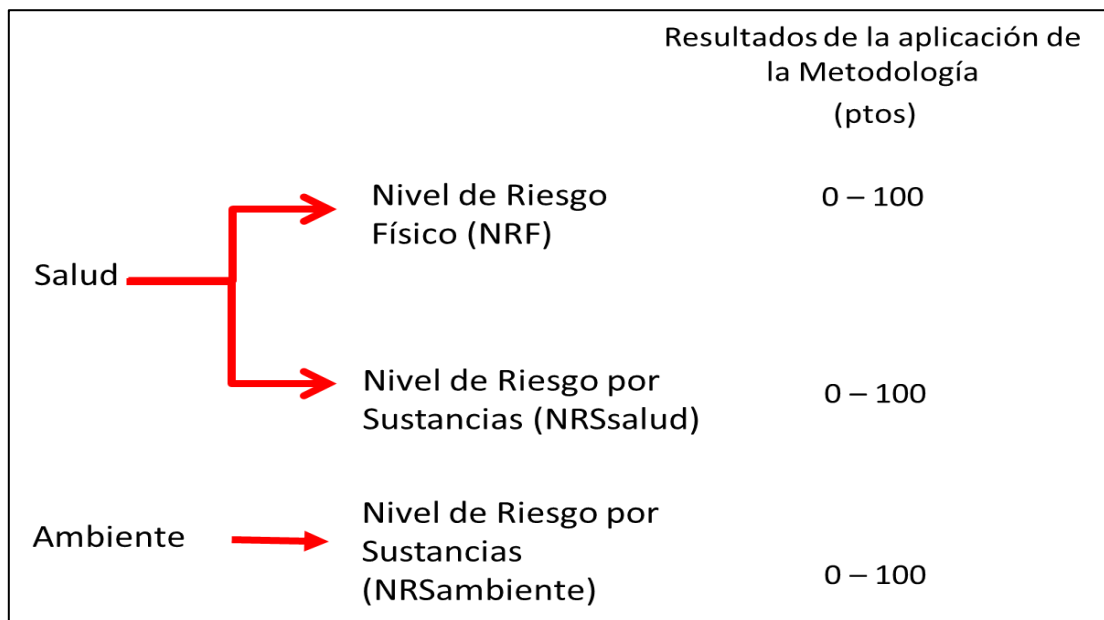 Resultados de la aplicación de
la Metodología
(ptos)
Nivel de Riesgo
Físico (NRF)
0 – 100
Salud
Nivel de Riesgo por
Sustancias (NRSsalud)
0 – 100
Ambiente
Nivel de Riesgo por
Sustancias
(NRSambiente)
0 – 100